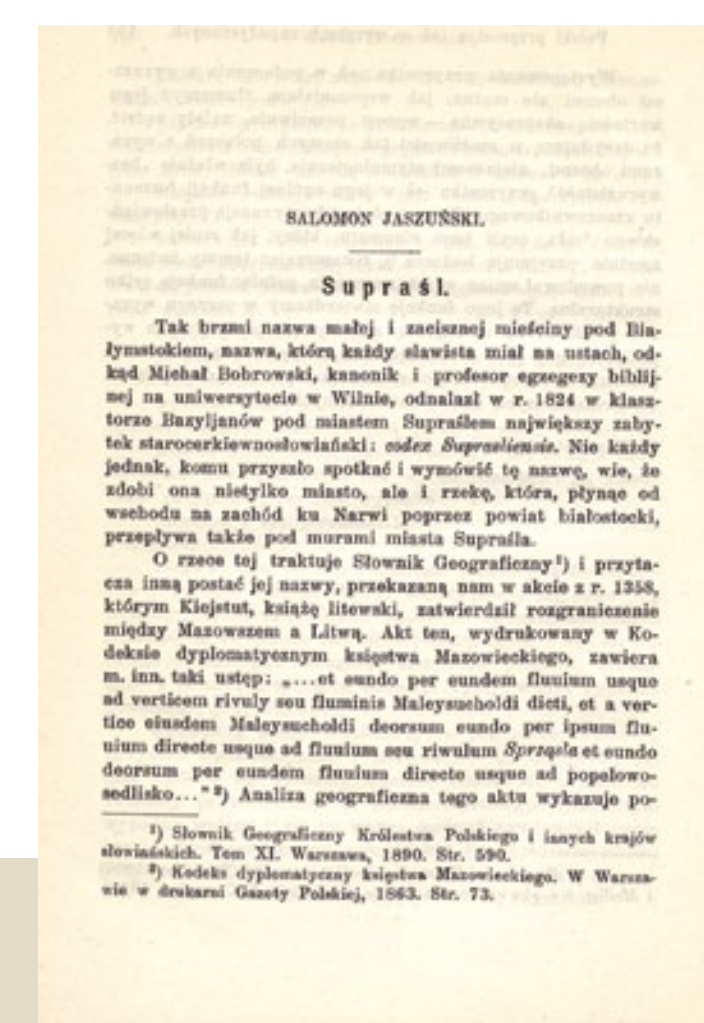 SALOMON JASZUŃSKI.
Supraśl.
Tak brzmi nazwa małej i zacisznej mieściny pod Bia-
łymstokiem, nazwa, którą każdy slawista miał na ustach, od-
kąd Michał Bobrowski, kanonik i profesor egzegezy biblij-
nej na uniwersytecie w Wilnie, odnalazł w r. 1824 w klasz-
torze Bazyljanów pod miastem Supraślem największy zaby-
tek starocerkiewnosłowiański: codex Suprasliensis. Nie każdy
jednak, komu przyszło spotkać i wymówić tę nazwę, wie, że
zdobi ona nietylko miasto, ale i rzekę, która, płynąc od
wschodu na zachód ku Narwi poprzez powiat białostocki,
przepływa także pod murami miasta Supraśla.
O rzece tej traktuje Słownik Geograficzny¹) i przyta-
cza inną postać jej nazwy, przekazaną nam w akcie z r. 1358,
którym Kiejstut, książę litewski, zatwierdził rozgraniczenie
między Mazowszem a Litwą. Akt ten, wydrukowany w Ko-
deksie dyplomatycznym księstwa Mazowieckiego, zawiera
m. inn. taki ustęp: „...et eundo per eundem fluuium usque
ad verticem rivuly seu fluminis Maleysucholdi dicti, et a ver-
tice eiusdem Maleysucholdi deorsum eundo per ipsum flu-
uium directe usque ad fluuium seu riwulum Sprząsla et eundo
deorsum per eundem fluuium directe usque ad popelowo-
sedlisko..." ²) Analiza geograficzna tego aktu wykazuje po-
¹) Słownik Geograficzny Królestwa Polskiego i innych krajów
słowiańskich. Tom XI. Warszawa, 1890. Str. 590.
²) Kodeks dyplomatyczny księstwa Mazowieckiego. W Warsza-
wie w drukarni Gazety Polskiej, 1863. Str. 73.